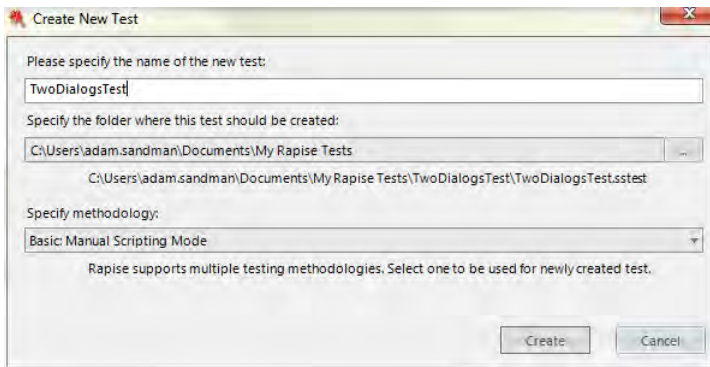 Create New Test
Please specify the name of the new test:
TwoDialogsTest
Specify the folder where this test should be created:
C:\Users\adam.sandman\Documents\My Rapise Tests
...
C:\Users\adam.sandman\Documents\My Rapise Tests\TwoDialogsTest\TwoDialogsTest.sstest
Specify methodology:
Basic: Manual Scripting Mode
Rapise supports multiple testing methodologies. Select one to be used for newly created test.
Create Cancel